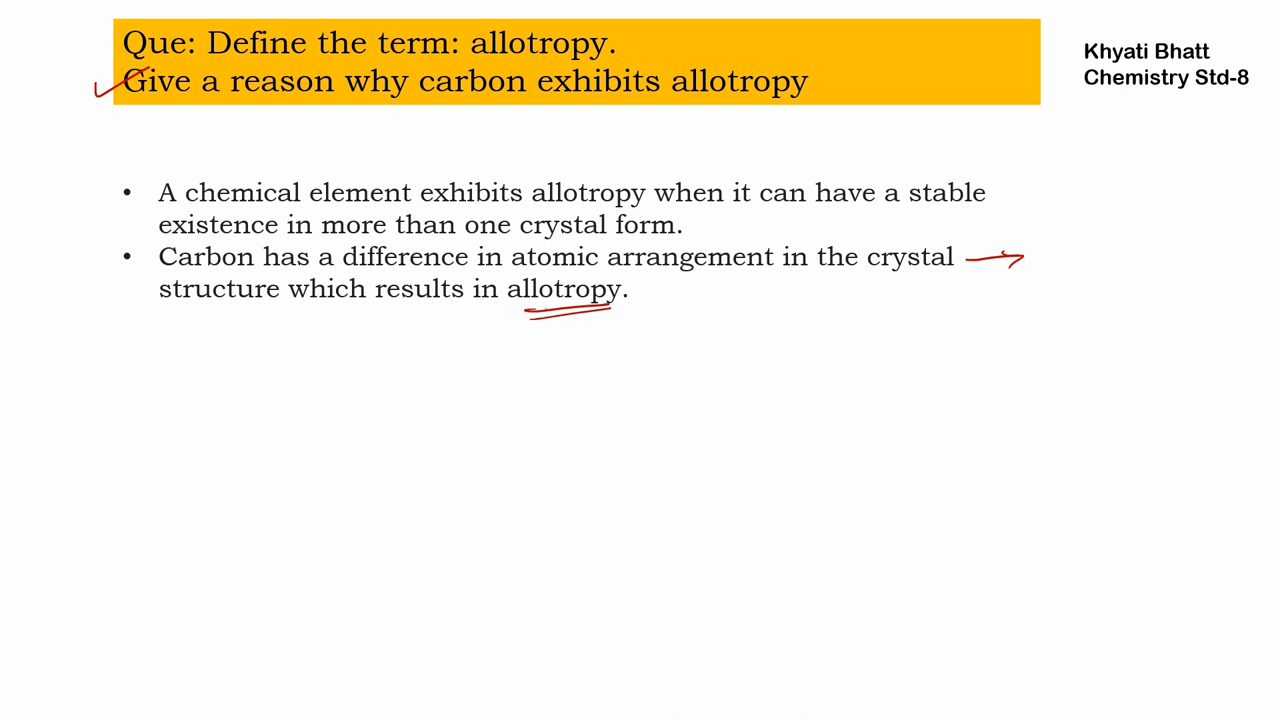 Que: Define the term: allotropy.
Give a reason why carbon exhibits allotropy
Khyati Bhatt
Chemistry Std-8
• A chemical element exhibits allotropy when it can have a stable
existence in more than one crystal form.
• Carbon has a difference in atomic arrangement in the crystal
structure which results in allotropy.